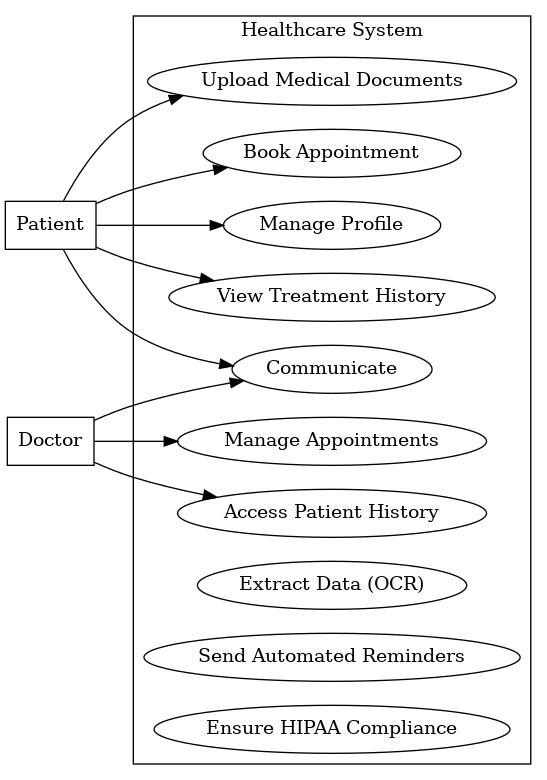 Healthcare System
Upload Medical Documents
Book Appointment
Patient
Manage Profile
View Treatment History
Communicate
Doctor
Manage Appointments
Access Patient History
Extract Data (OCR)
Send Automated Reminders
Ensure HIPAA Compliance